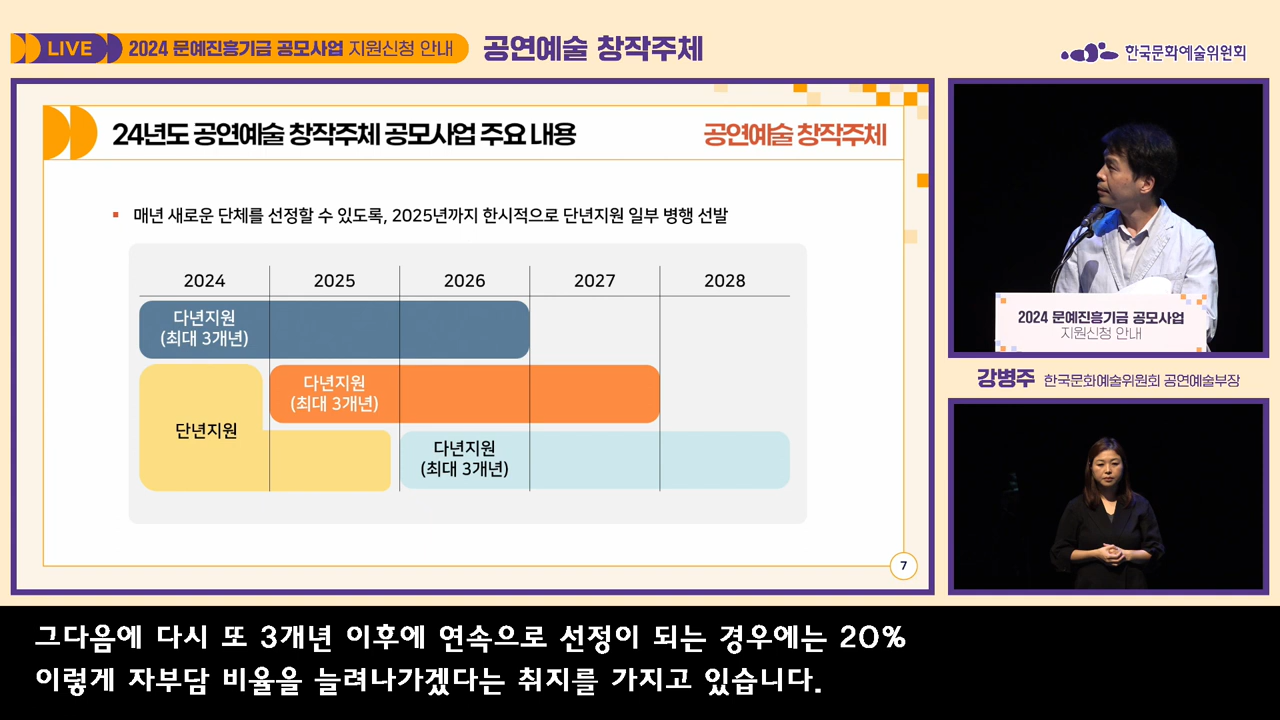 LIVE 2024 문예진흥기금 공모사업 지원신청 안내 공연예술 창작주체
한국문화예술위원회
24년도 공연예술 창작주체 공모사업 주요 내용
공연예술 창작주체
매년 새로운 단체를 선정할 수 있도록, 2025년까지 한시적으로 단년지원 일부 병행 선발
2024 2025 2026 2027 2028
다년지원
(최대 3개년)
다년지원
(최대 3개년)
단년지원
다년지원
(최대 3개년)
7
2024 문예진흥기금 공모사업
지원신청 안내
강병주 한국문화예술위원회 공연예술부장
그다음에 다시 또 3개년 이후에 연속으로 선정이 되는 경우에는 20%
이렇게 자부담 비율을 늘려나가겠다는 취지를 가지고 있습니다.